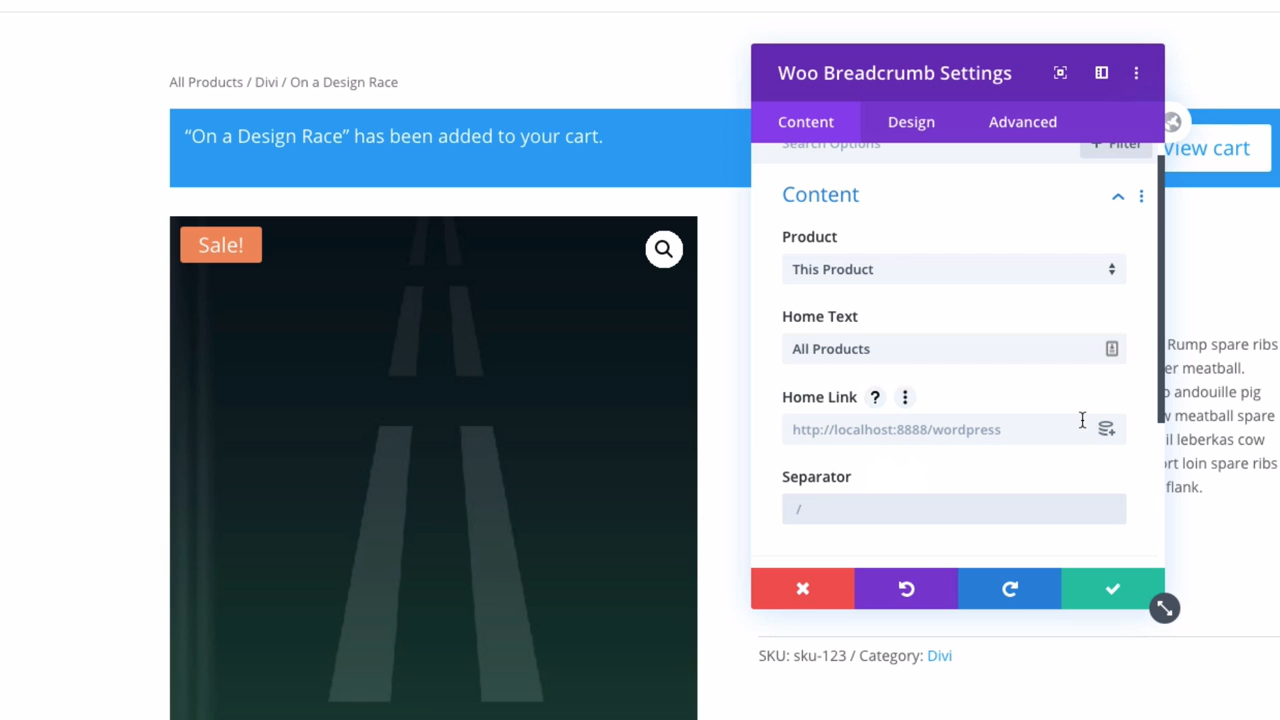 All Products / Divi / On a Design Race
“On a Design Race” has been added to your cart.
View cart
Sale!
Woo Breadcrumb Settings
Content
Design
Advanced
Search Options
+ Filter
Content
Product
This Product
Home Text
All Products
Home Link ?
http://localhost:8888/wordpress
Separator
/
Rump spare ribs
er meatball.
andouille pig
meatball spare
il leberkas cow
ort loin spare ribs
flank.
SKU: sku-123 / Category: Divi